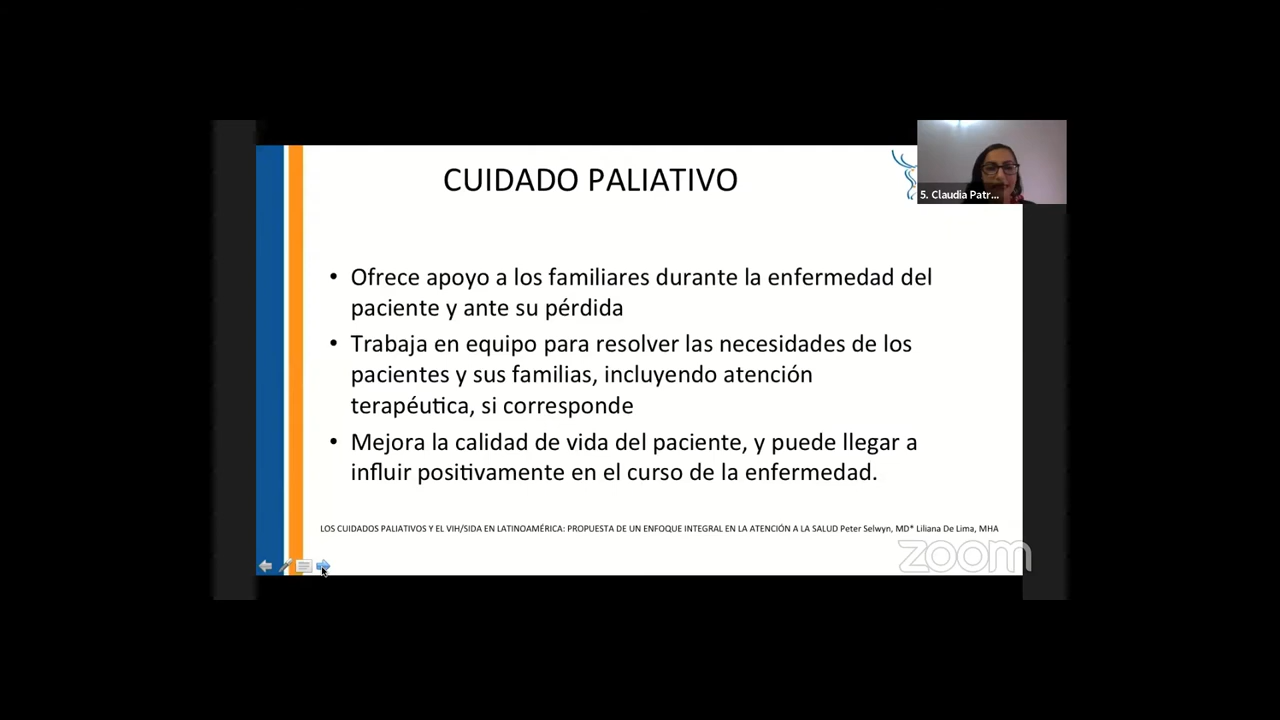 CUIDADO PALIATIVO
5. Claudia Patr...
• Ofrece apoyo a los familiares durante la enfermedad del
paciente y ante su pérdida
• Trabaja en equipo para resolver las necesidades de los
pacientes y sus familias, incluyendo atención
terapéutica, si corresponde
• Mejora la calidad de vida del paciente, y puede llegar a
influir positivamente en el curso de la enfermedad.
LOS CUIDADOS PALIATIVOS Y EL VIH/SIDA EN LATINOAMÉRICA: PROPUESTA DE UN ENFOQUE INTEGRAL EN LA ATENCIÓN A LA SALUD Peter Selwyn, MD* Liliana De Lima, MHA
zoom